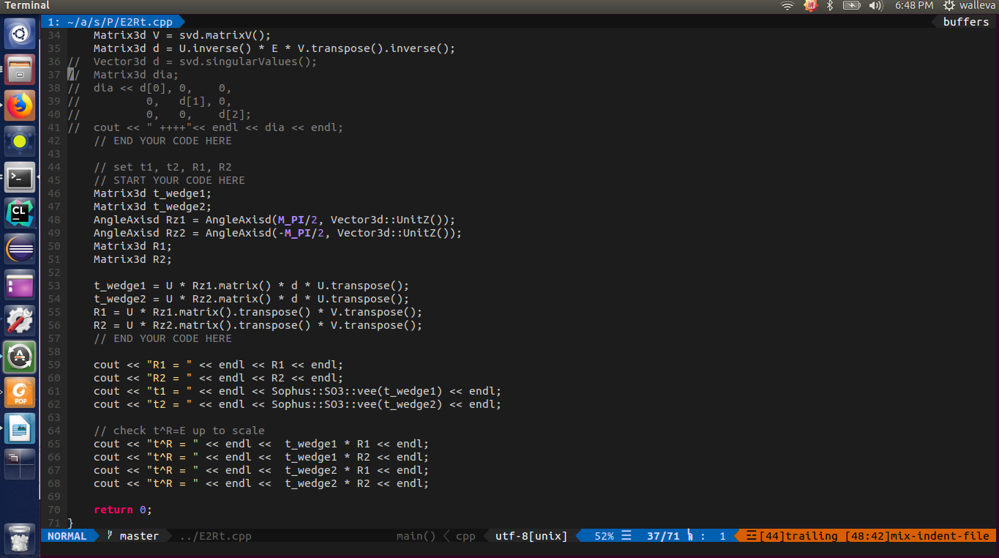 Terminal
拼
6:48 PM
walleva
1: ~/a/s/P/E2Rt.cpp
buffers
34     Matrix3d V = svd.matrixV();
35     Matrix3d d = U.inverse() * E * V.transpose().inverse();
36 //  Vector3d d = svd.singularValues();
37 //  Matrix3d dia;
38 //  dia << d[0], 0,    0,
39 //          0,   d[1], 0,
40 //          0,   0,    d[2];
41 //  cout << " ++++"<< endl << dia << endl;
42     // END YOUR CODE HERE
43
44     // set t1, t2, R1, R2
45     // START YOUR CODE HERE
46     Matrix3d t_wedge1;
47     Matrix3d t_wedge2;
48     AngleAxisd Rz1 = AngleAxisd(M_PI/2, Vector3d::UnitZ());
49     AngleAxisd Rz2 = AngleAxisd(-M_PI/2, Vector3d::UnitZ());
50     Matrix3d R1;
51     Matrix3d R2;
52
53     t_wedge1 = U * Rz1.matrix() * d * U.transpose();
54     t_wedge2 = U * Rz2.matrix() * d * U.transpose();
55     R1 = U * Rz1.matrix().transpose() * V.transpose();
56     R2 = U * Rz2.matrix().transpose() * V.transpose();
57     // END YOUR CODE HERE
58
59     cout << "R1 = " << endl << R1 << endl;
60     cout << "R2 = " << endl << R2 << endl;
61     cout << "t1 = " << endl << Sophus::SO3::vee(t_wedge1) << endl;
62     cout << "t2 = " << endl << Sophus::SO3::vee(t_wedge2) << endl;
63
64     // check t^R=E up to scale
65     cout << "t^R = " << endl <<  t_wedge1 * R1 << endl;
66     cout << "t^R = " << endl <<  t_wedge1 * R2 << endl;
67     cout << "t^R = " << endl <<  t_wedge2 * R1 << endl;
68     cout << "t^R = " << endl <<  t_wedge2 * R2 << endl;
69
70     return 0;
71 }
CL
PDF
NORMAL   master   ../E2Rt.cpp   main()   cpp   utf-8[unix]   52% ☰   37/71 :   1   ☲[44]trailing [48:42]mix-indent-file